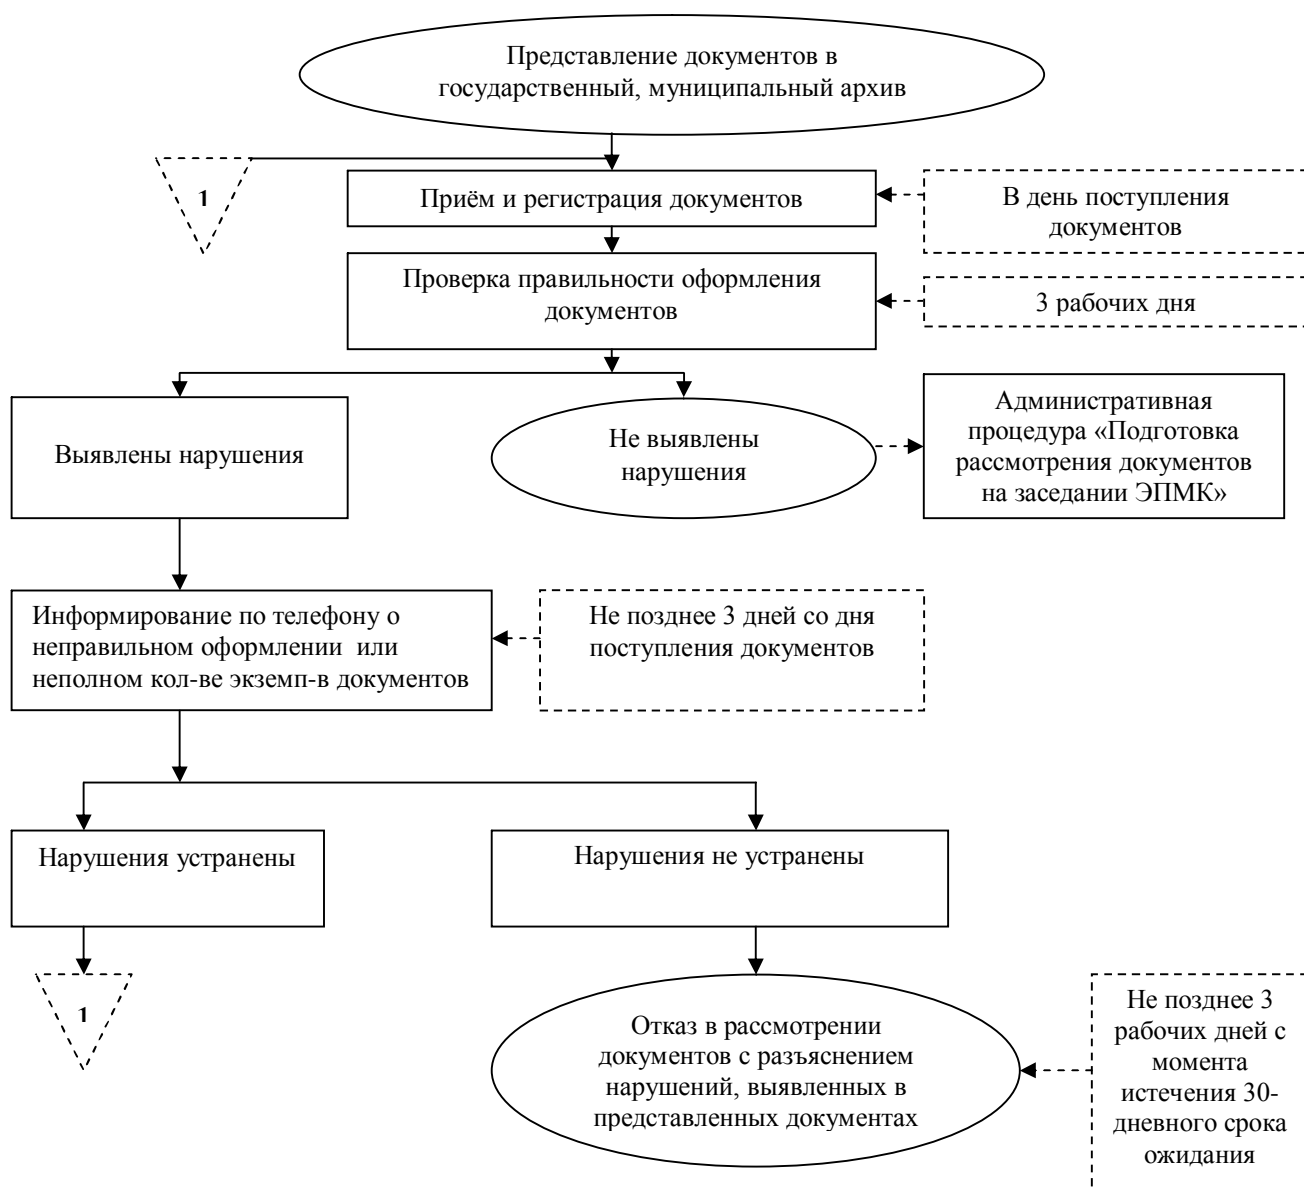 Представление документов в
государственный, муниципальный архив
1
Приём и регистрация документов
В день поступления
документов
Проверка правильности оформления
документов
3 рабочих дня
Выявлены нарушения
Не выявлены
нарушения
Административная
процедура «Подготовка
рассмотрения документов
на заседании ЭПМК»
Информирование по телефону о
неправильном оформлении или
неполном кол-ве экземп-в документов
Не позднее 3 дней со дня
поступления документов
Нарушения устранены
Нарушения не устранены
1
Отказ в рассмотрении
документов с разъяснением
нарушений, выявленных в
представленных документах
Не позднее 3
рабочих дней с
момента
истечения 30-
дневного срока
ожидания